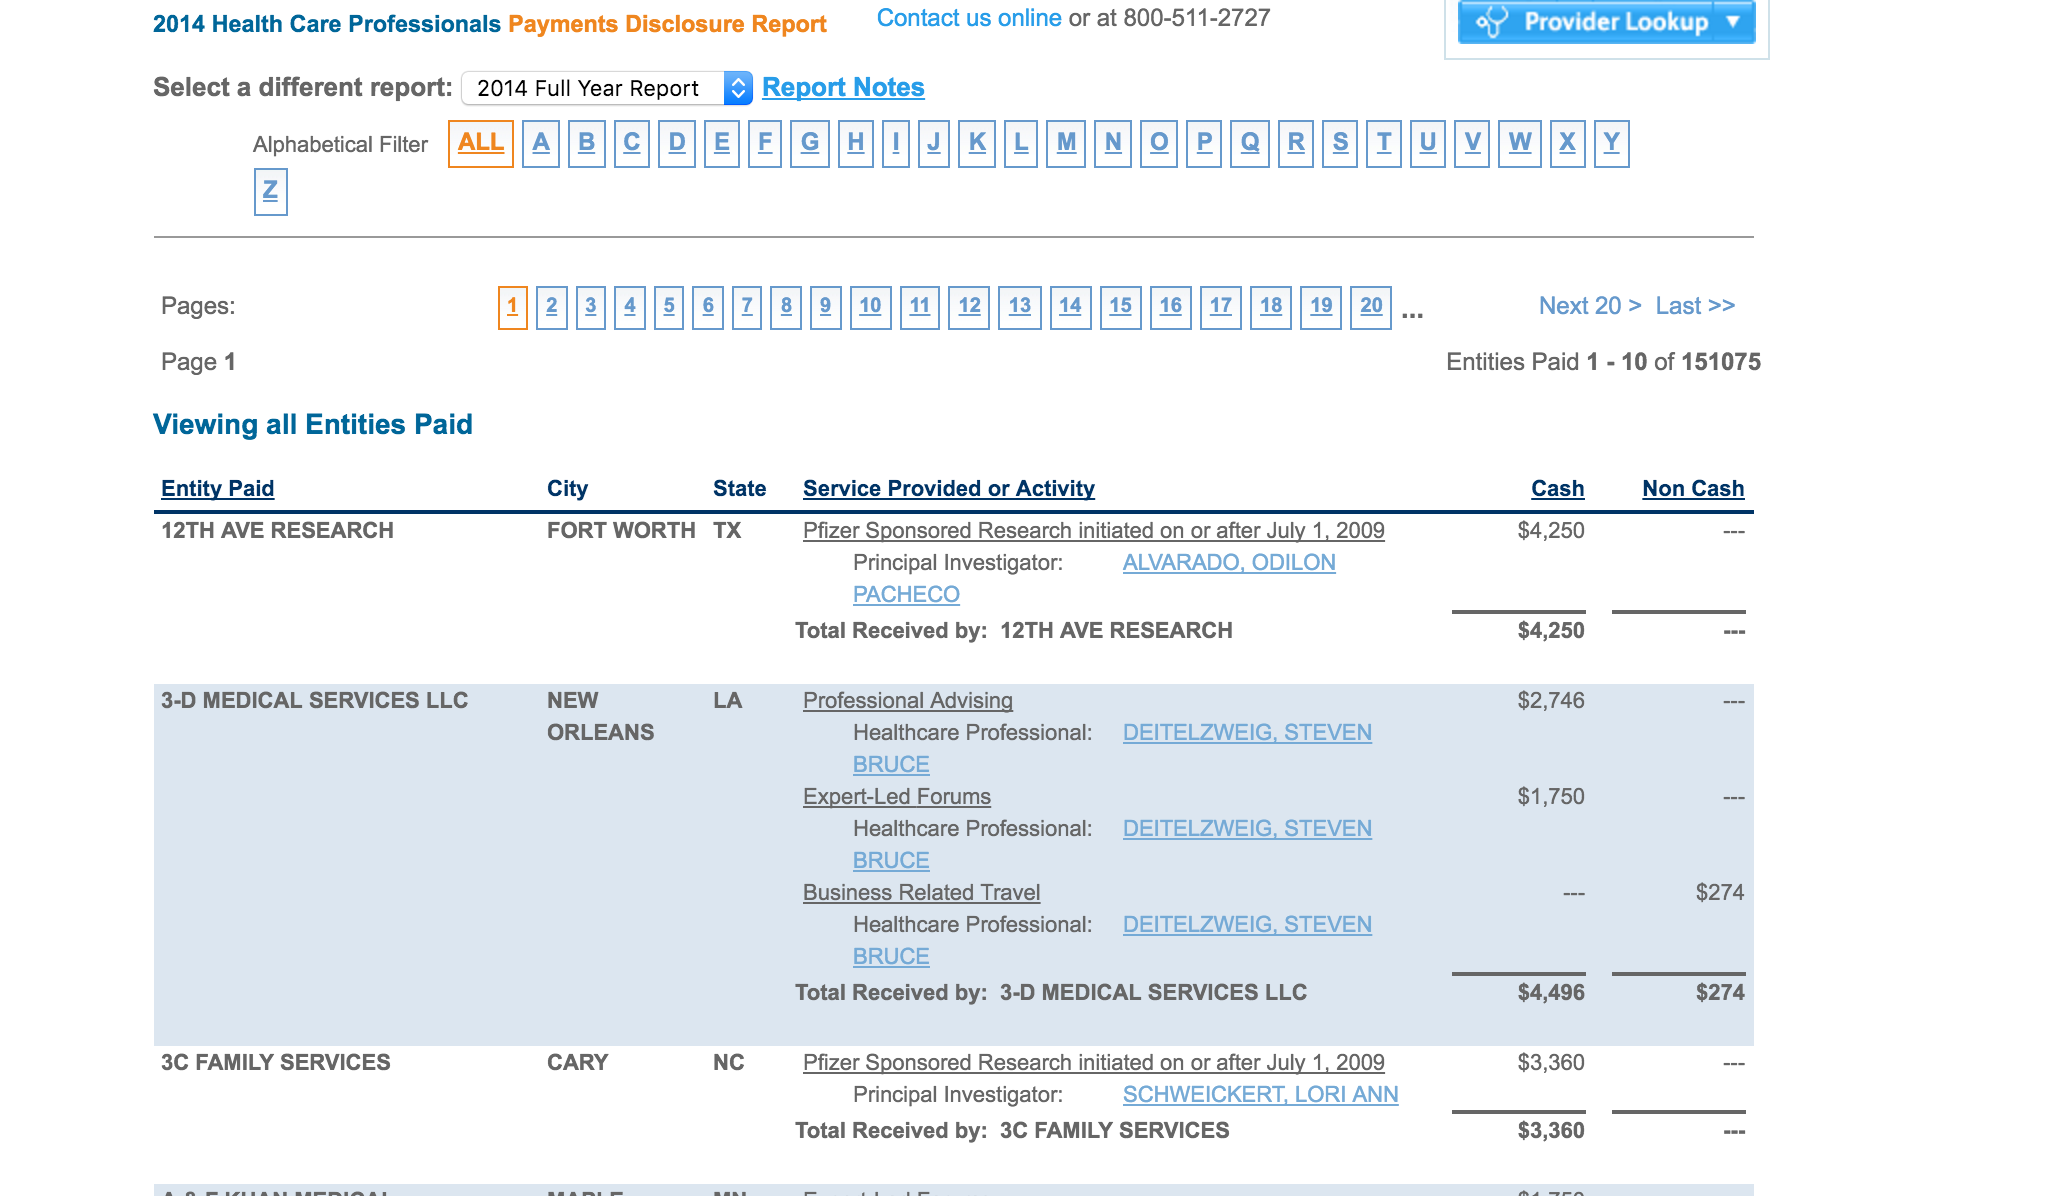 2014 Health Care Professionals Payments Disclosure Report
Contact us online or at 800-511-2727
Provider Lookup ▼
Select a different report: 2014 Full Year Report Report Notes
Alphabetical Filter ALL A B C D E F G H I J K L M N O P Q R S T U V W X Y
Z
Pages: 1 2 3 4 5 6 7 8 9 10 11 12 13 14 15 16 17 18 19 20 ... Next 20 > Last >>
Page 1 Entities Paid 1 - 10 of 151075
Viewing all Entities Paid
Entity Paid City State Service Provided or Activity Cash Non Cash
12TH AVE RESEARCH FORT WORTH TX Pfizer Sponsored Research initiated on or after July 1, 2009 $4,250 ---
Principal Investigator: ALVARADO, ODILON
PACHECO
Total Received by: 12TH AVE RESEARCH $4,250 ---
3-D MEDICAL SERVICES LLC NEW LA Professional Advising $2,746 ---
ORLEANS Healthcare Professional: DEITELZWEIG, STEVEN
BRUCE
Expert-Led Forums $1,750 ---
Healthcare Professional: DEITELZWEIG, STEVEN
BRUCE
Business Related Travel --- $274
Healthcare Professional: DEITELZWEIG, STEVEN
BRUCE
Total Received by: 3-D MEDICAL SERVICES LLC $4,496 $274
3C FAMILY SERVICES CARY NC Pfizer Sponsored Research initiated on or after July 1, 2009 $3,360 ---
Principal Investigator: SCHWEICKERT, LORI ANN
Total Received by: 3C FAMILY SERVICES $3,360 ---